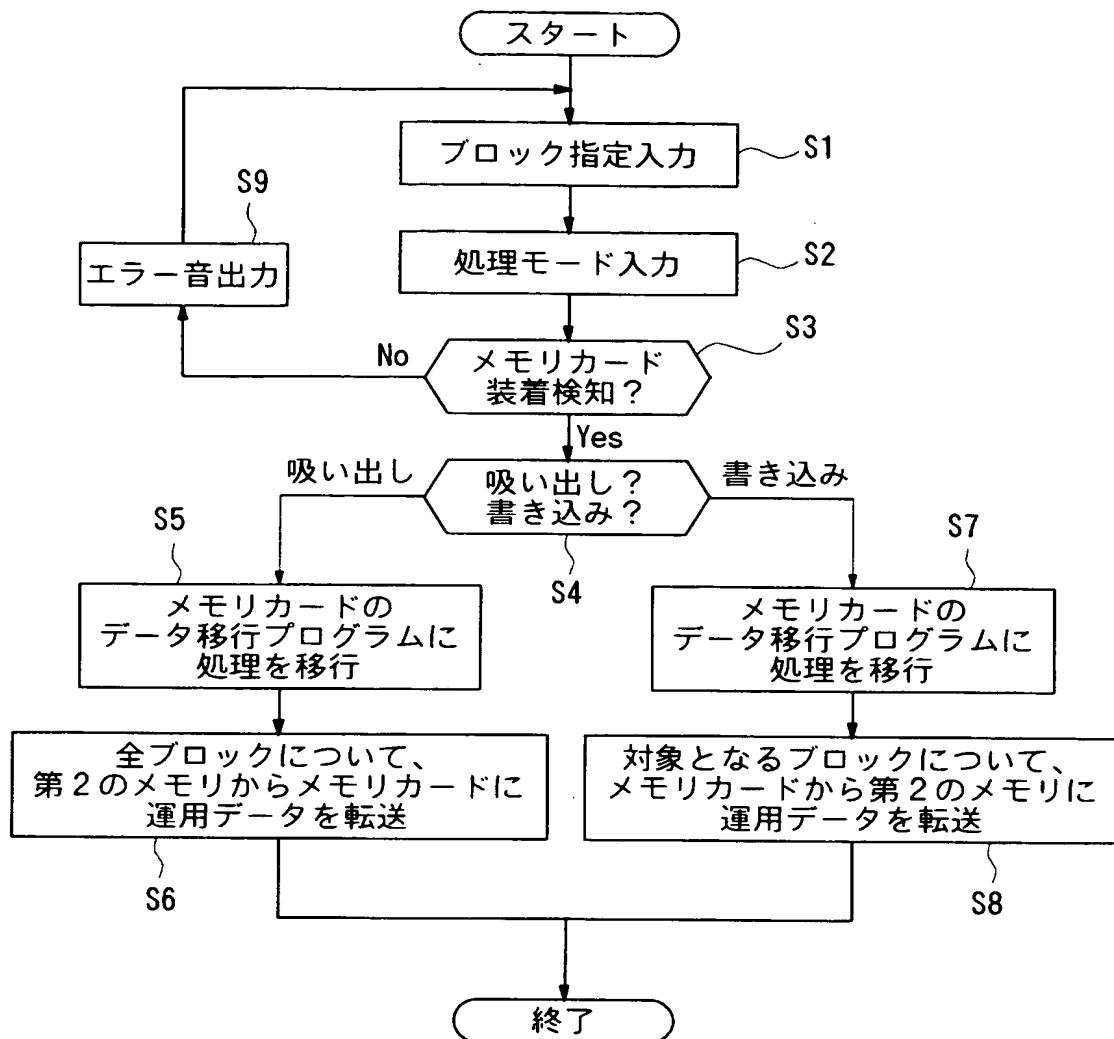 スタート
ブロック指定入力
S1
S9
エラー音出力
処理モード入力
S2
S3
No
メモリカード
装着検知？
Yes
吸い出し
吸い出し？
書き込み？
書き込み
S4
S5
メモリカードの
データ移行プログラムに
処理を移行
S7
メモリカードの
データ移行プログラムに
処理を移行
全ブロックについて、
第２のメモリからメモリカードに
運用データを転送
S6
対象となるブロックについて、
メモリカードから第２のメモリに
運用データを転送
S8
終了